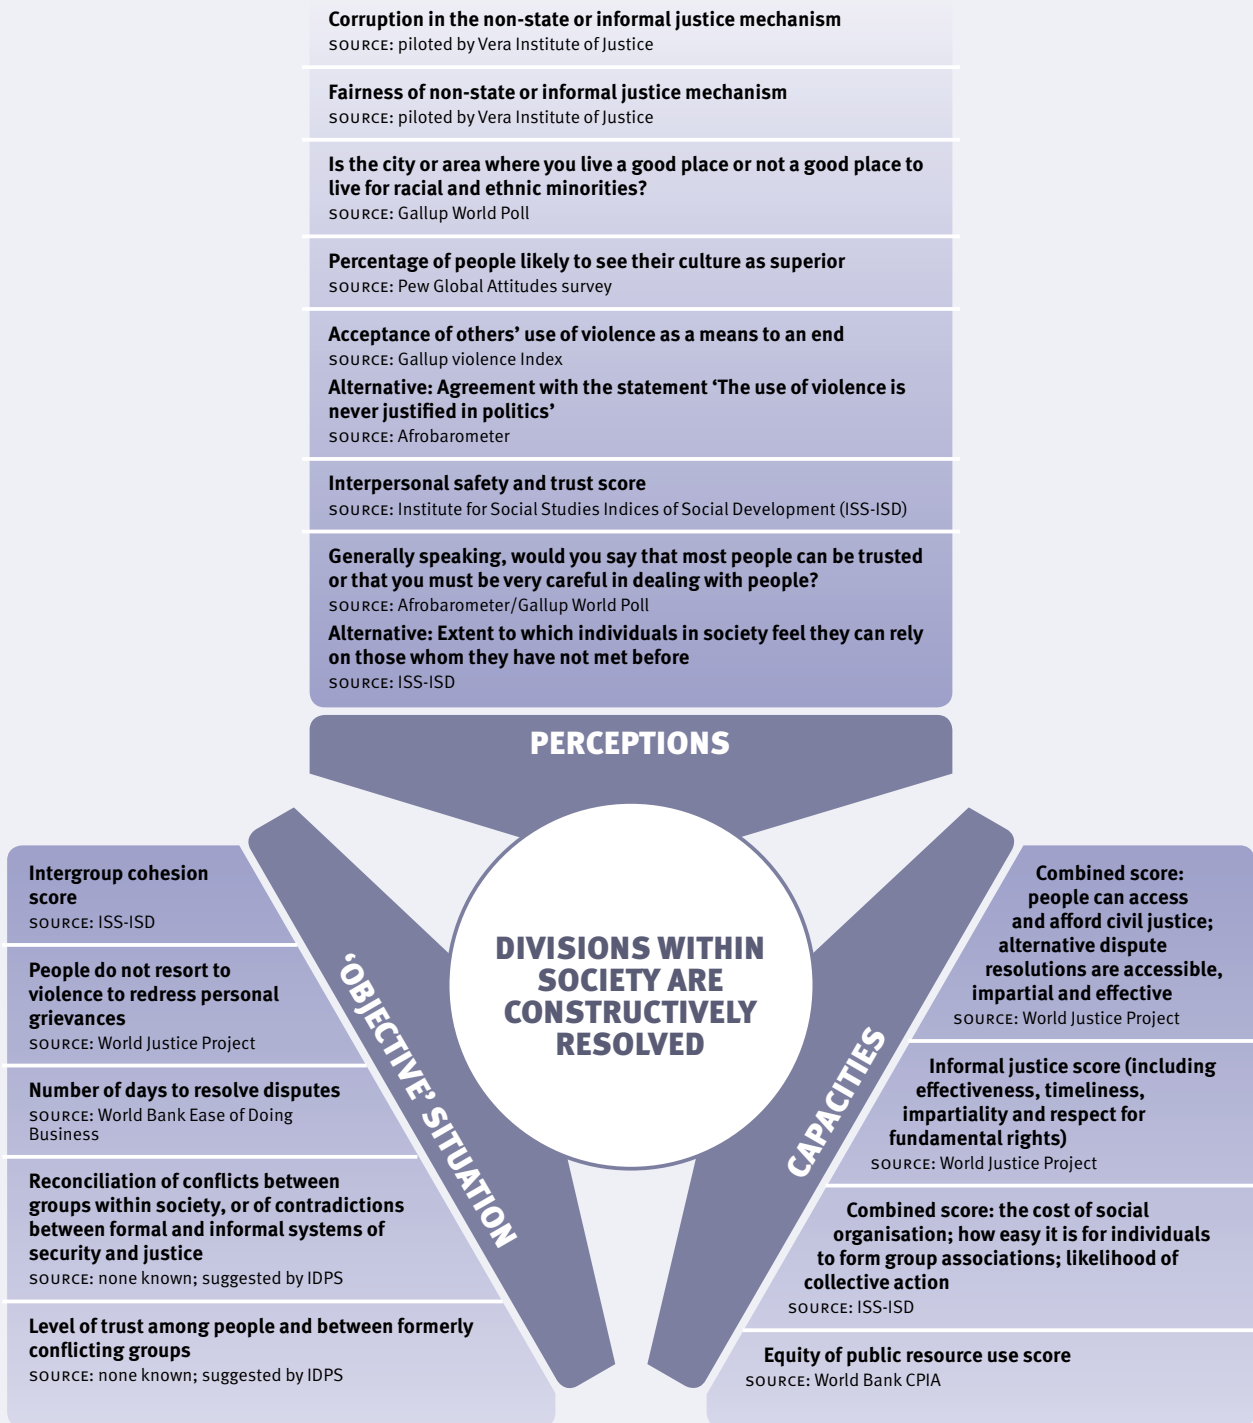 Corruption in the non-state or informal justice mechanism
SOURCE: piloted by Vera Institute of Justice
Fairness of non-state or informal justice mechanism
SOURCE: piloted by Vera Institute of Justice
Is the city or area where you live a good place or not a good place to
live for racial and ethnic minorities?
SOURCE: Gallup World Poll
Percentage of people likely to see their culture as superior
SOURCE: Pew Global Attitudes survey
Acceptance of others’ use of violence as a means to an end
SOURCE: Gallup violence Index
Alternative: Agreement with the statement ‘The use of violence is
never justified in politics’
SOURCE: Afrobarometer
Interpersonal safety and trust score
SOURCE: Institute for Social Studies Indices of Social Development (ISS-ISD)
Generally speaking, would you say that most people can be trusted
or that you must be very careful in dealing with people?
SOURCE: Afrobarometer/Gallup World Poll
Alternative: Extent to which individuals in society feel they can rely
on those whom they have not met before
SOURCE: ISS-ISD
PERCEPTIONS
DIVISIONS WITHIN
SOCIETY ARE
CONSTRUCTIVELY
RESOLVED
‘OBJECTIVE’ SITUATION
Intergroup cohesion
score
SOURCE: ISS-ISD
People do not resort to
violence to redress personal
grievances
SOURCE: World Justice Project
Number of days to resolve disputes
SOURCE: World Bank Ease of Doing
Business
Reconciliation of conflicts between
groups within society, or of contradictions
between formal and informal systems of
security and justice
SOURCE: none known; suggested by IDPS
Level of trust among people and between formerly
conflicting groups
SOURCE: none known; suggested by IDPS
CAPACITIES
Combined score:
people can access
and afford civil justice;
alternative dispute
resolutions are accessible,
impartial and effective
SOURCE: World Justice Project
Informal justice score (including
effectiveness, timeliness,
impartiality and respect for
fundamental rights)
SOURCE: World Justice Project
Combined score: the cost of social
organisation; how easy it is for individuals
to form group associations; likelihood of
collective action
SOURCE: ISS-ISD
Equity of public resource use score
SOURCE: World Bank CPIA